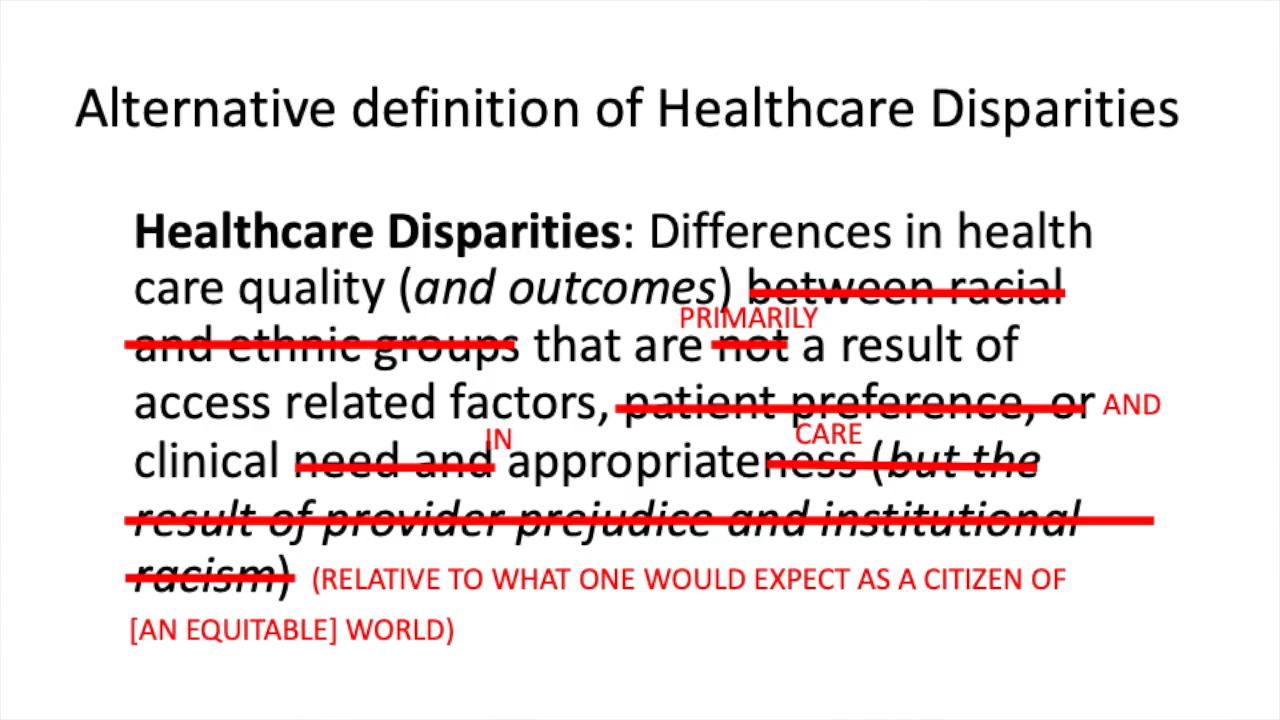 Alternative definition of Healthcare Disparities
Healthcare Disparities: Differences in health
care quality (and outcomes) between racial
PRIMARILY
and ethnic groups that are not a result of
access related factors, patient preference, or AND
IN CARE
clinical need and appropriateness (but the
result of provider prejudice and institutional
racism) (RELATIVE TO WHAT ONE WOULD EXPECT AS A CITIZEN OF
[AN EQUITABLE] WORLD)